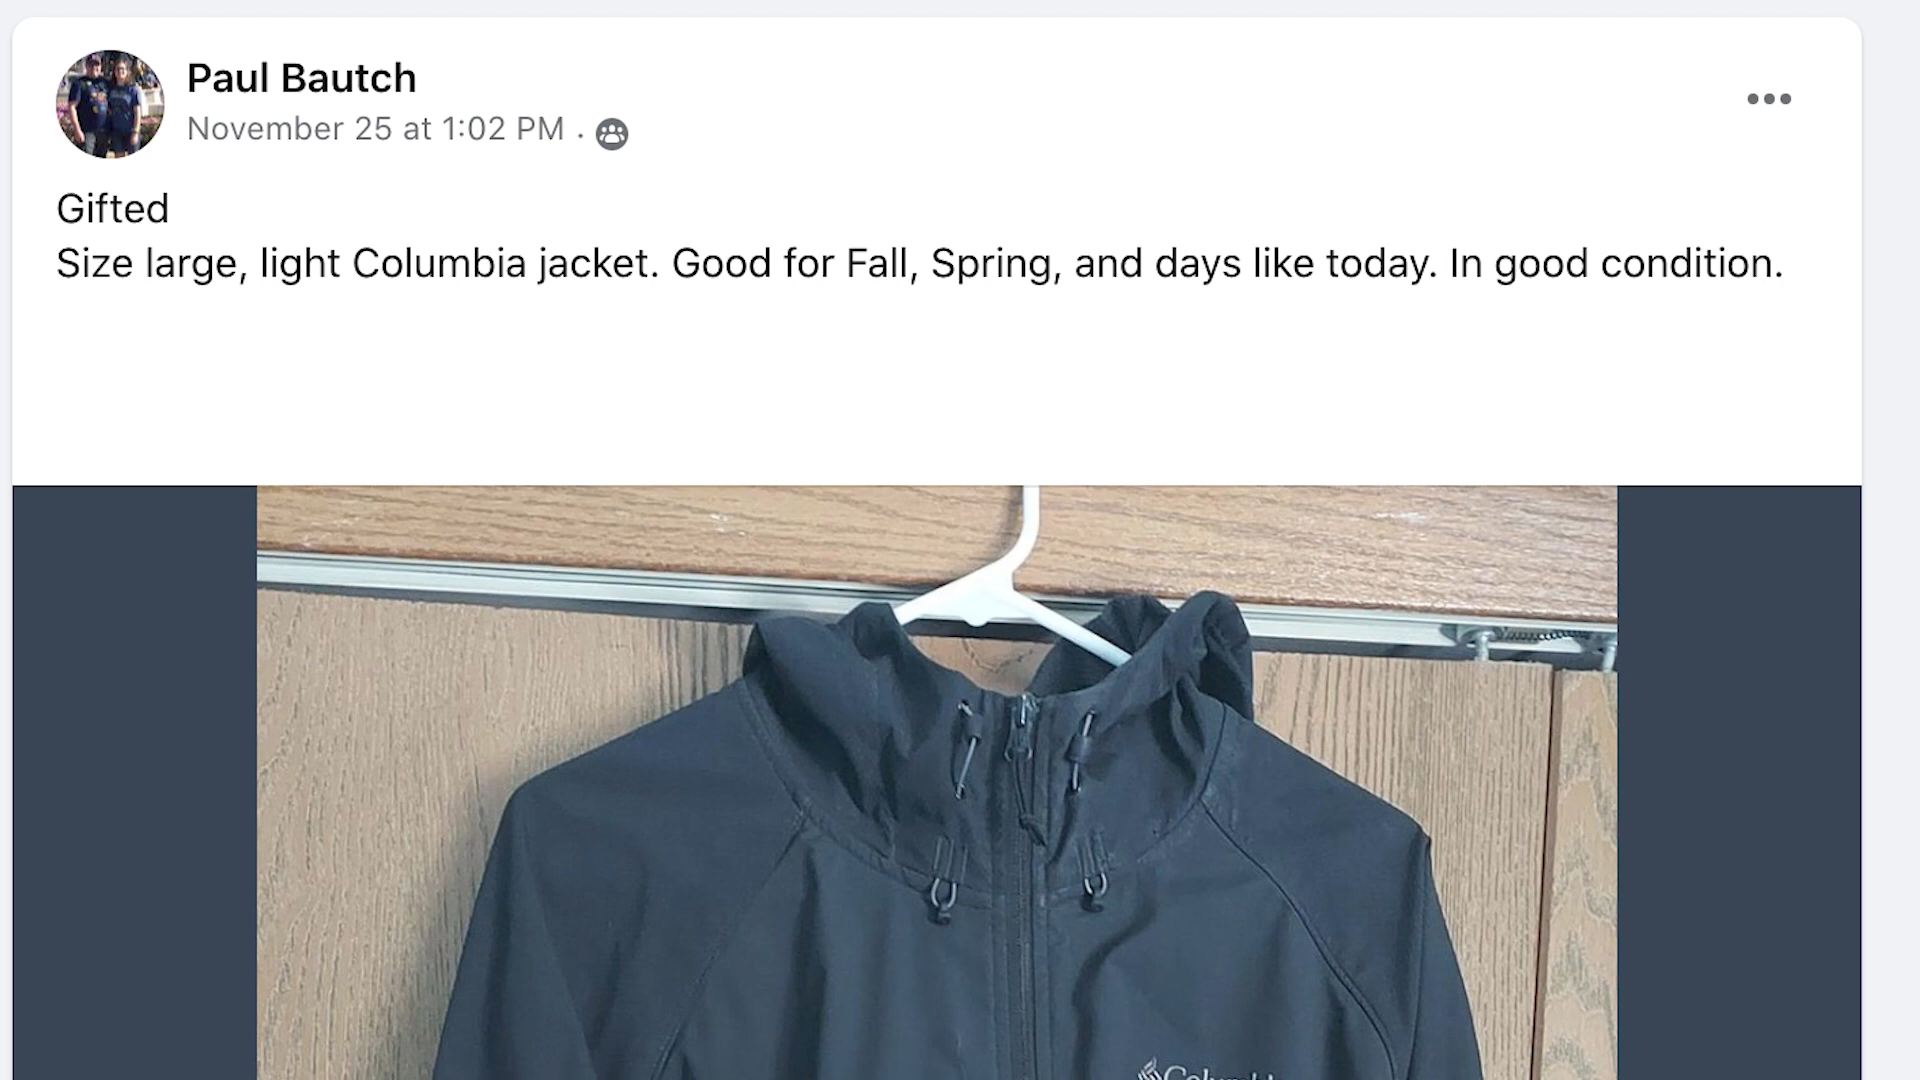 Paul Bautch
November 25 at 1:02 PM ·
Gifted
Size large, light Columbia jacket. Good for Fall, Spring, and days like today. In good condition.
Columbia